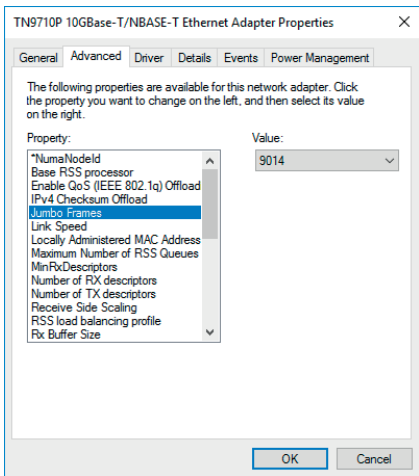 TN9710P 10GBase-T/NBASE-T Ethernet Adapter Properties
General Advanced Driver Details Events Power Management
The following properties are available for this network adapter. Click
the property you want to change on the left, and then select its value
on the right.
Property:
Value:
*NumaNodeId
Base RSS processor
Enable QoS (IEEE 802.1q) Offload
IPv4 Checksum Offload
Jumbo Frames
Link Speed
Locally Administered MAC Address
Maximum Number of RSS Queues
MinRxDescriptors
Number of RX descriptors
Number of TX descriptors
Receive Side Scaling
RSS load balancing profile
Rx Buffer Size
9014
OK
Cancel